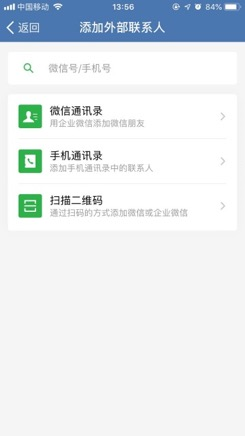 中国移动 13:56 84%
返回 添加外部联系人
微信号/手机号
微信通讯录
用企业微信添加微信朋友
手机通讯录
添加手机通讯录中的联系人
扫描二维码
通过扫码的方式添加微信或企业微信